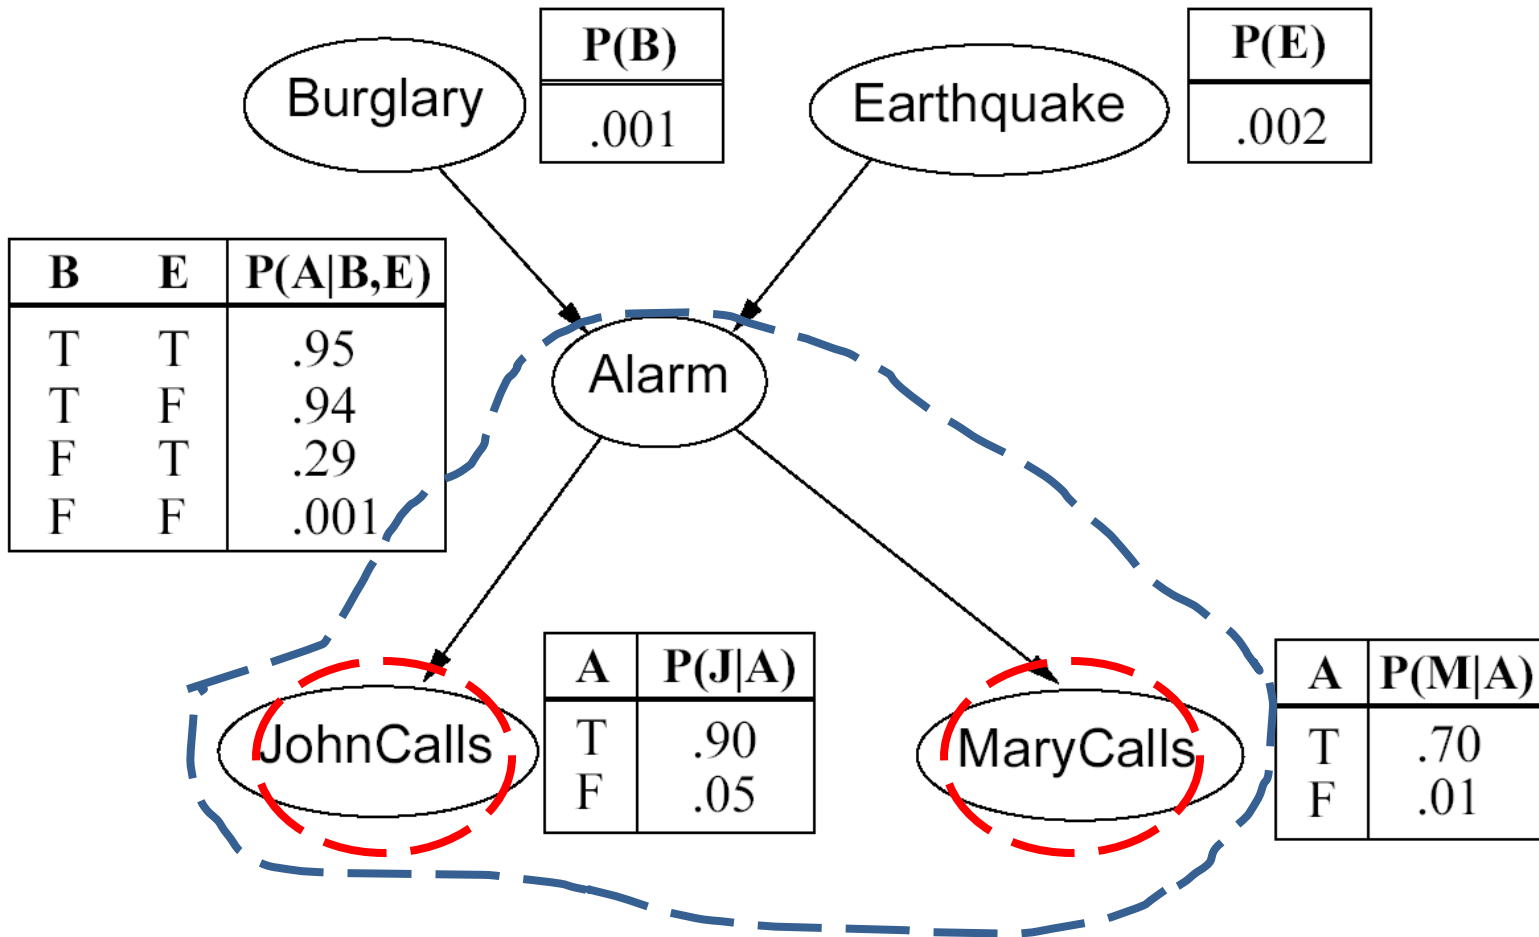 Burglary
P(B)
.001
Earthquake
P(E)
.002
B E P(A|B,E)
T T .95
T F .94
F T .29
F F .001
Alarm
JohnCalls
A P(J|A)
T .90
F .05
MaryCalls
A P(M|A)
T .70
F .01